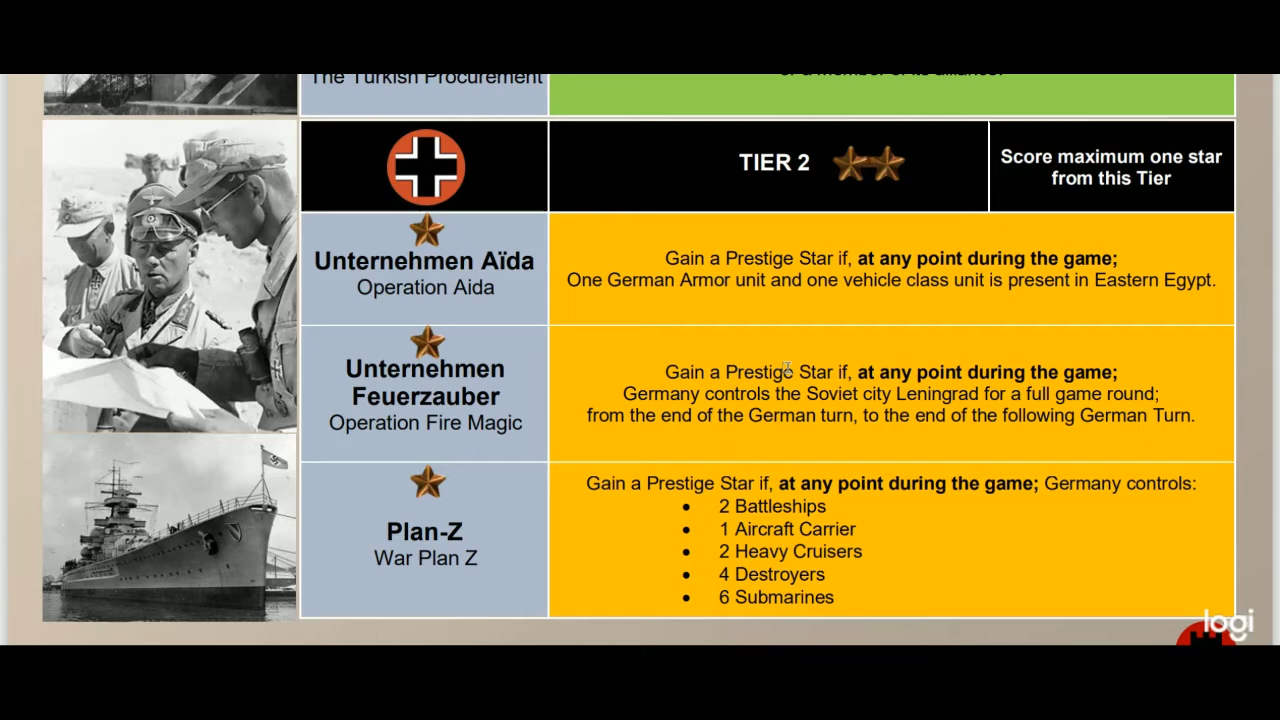 The Turkish Procurement
or a member of its alliance.
TIER 2
Score maximum one star
from this Tier
Unternehmen Aïda
Operation Aida
Gain a Prestige Star if, at any point during the game;
One German Armor unit and one vehicle class unit is present in Eastern Egypt.
Unternehmen
Feuerzauber
Operation Fire Magic
Gain a Prestige Star if, at any point during the game;
Germany controls the Soviet city Leningrad for a full game round;
from the end of the German turn, to the end of the following German Turn.
Plan-Z
War Plan Z
Gain a Prestige Star if, at any point during the game; Germany controls:
• 2 Battleships
• 1 Aircraft Carrier
• 2 Heavy Cruisers
• 4 Destroyers
• 6 Submarines
logi